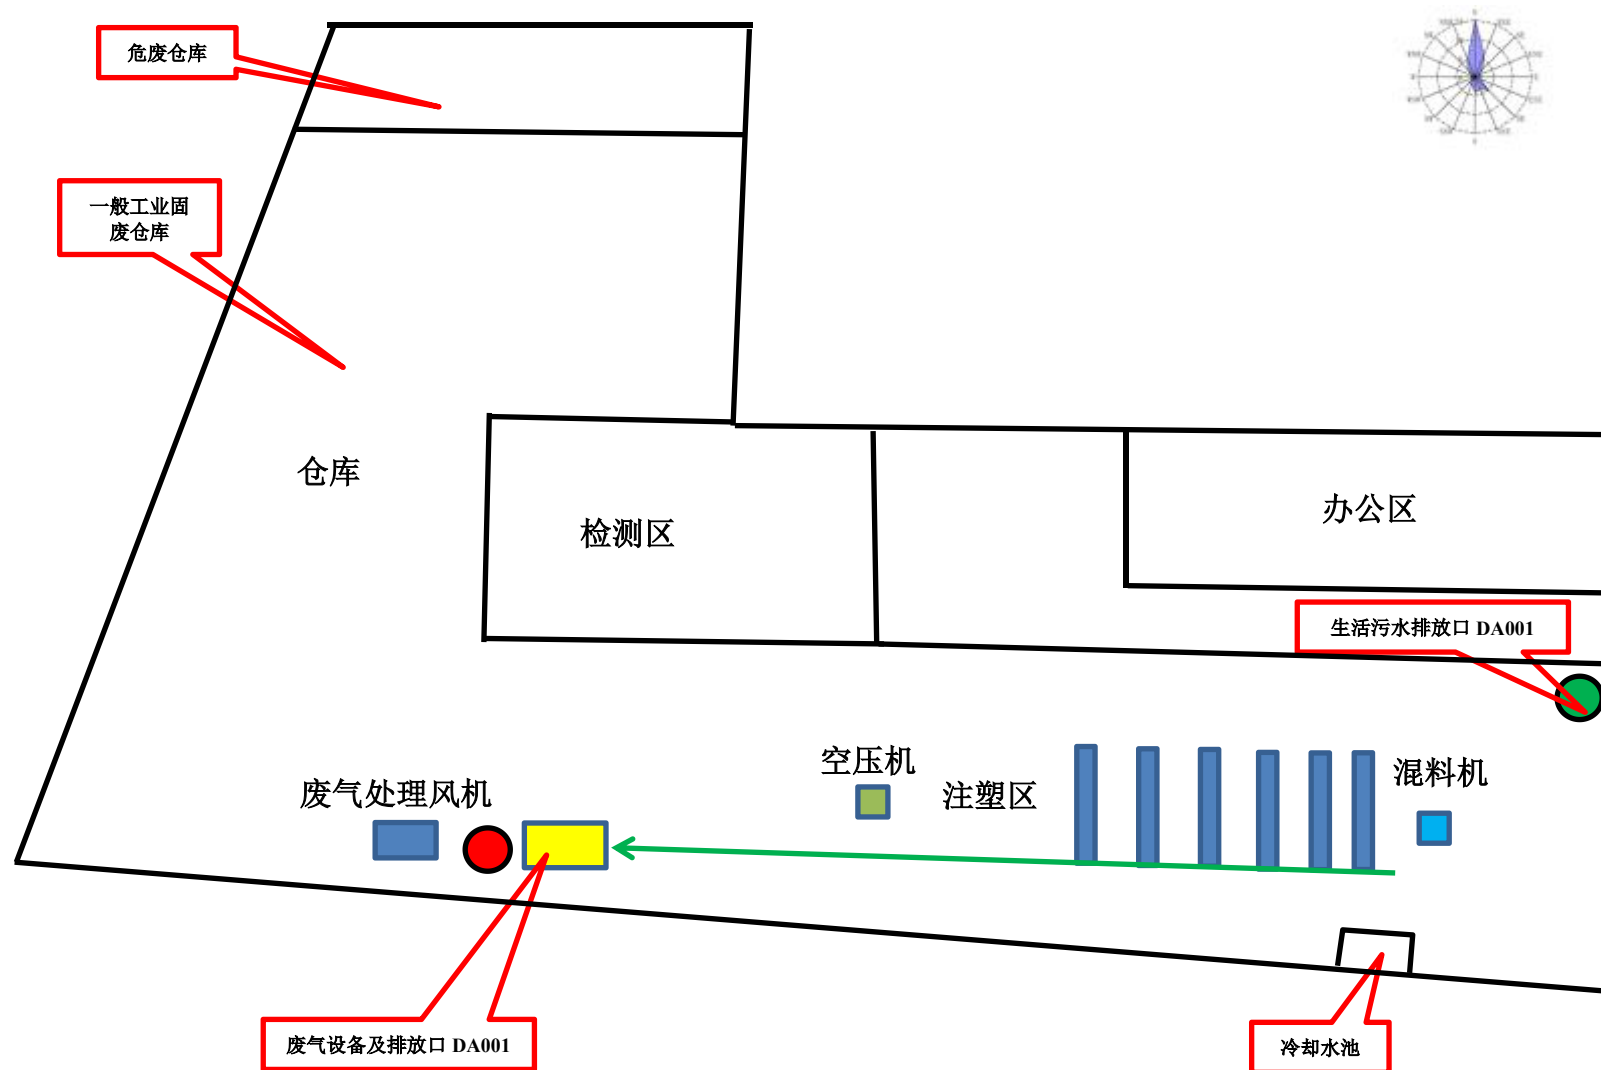 危废仓库
一般工业固
废仓库
仓库
检测区
办公区
生活污水排放口 DA001
空压机
注塑区
混料机
废气处理风机
废气设备及排放口 DA001
冷却水池